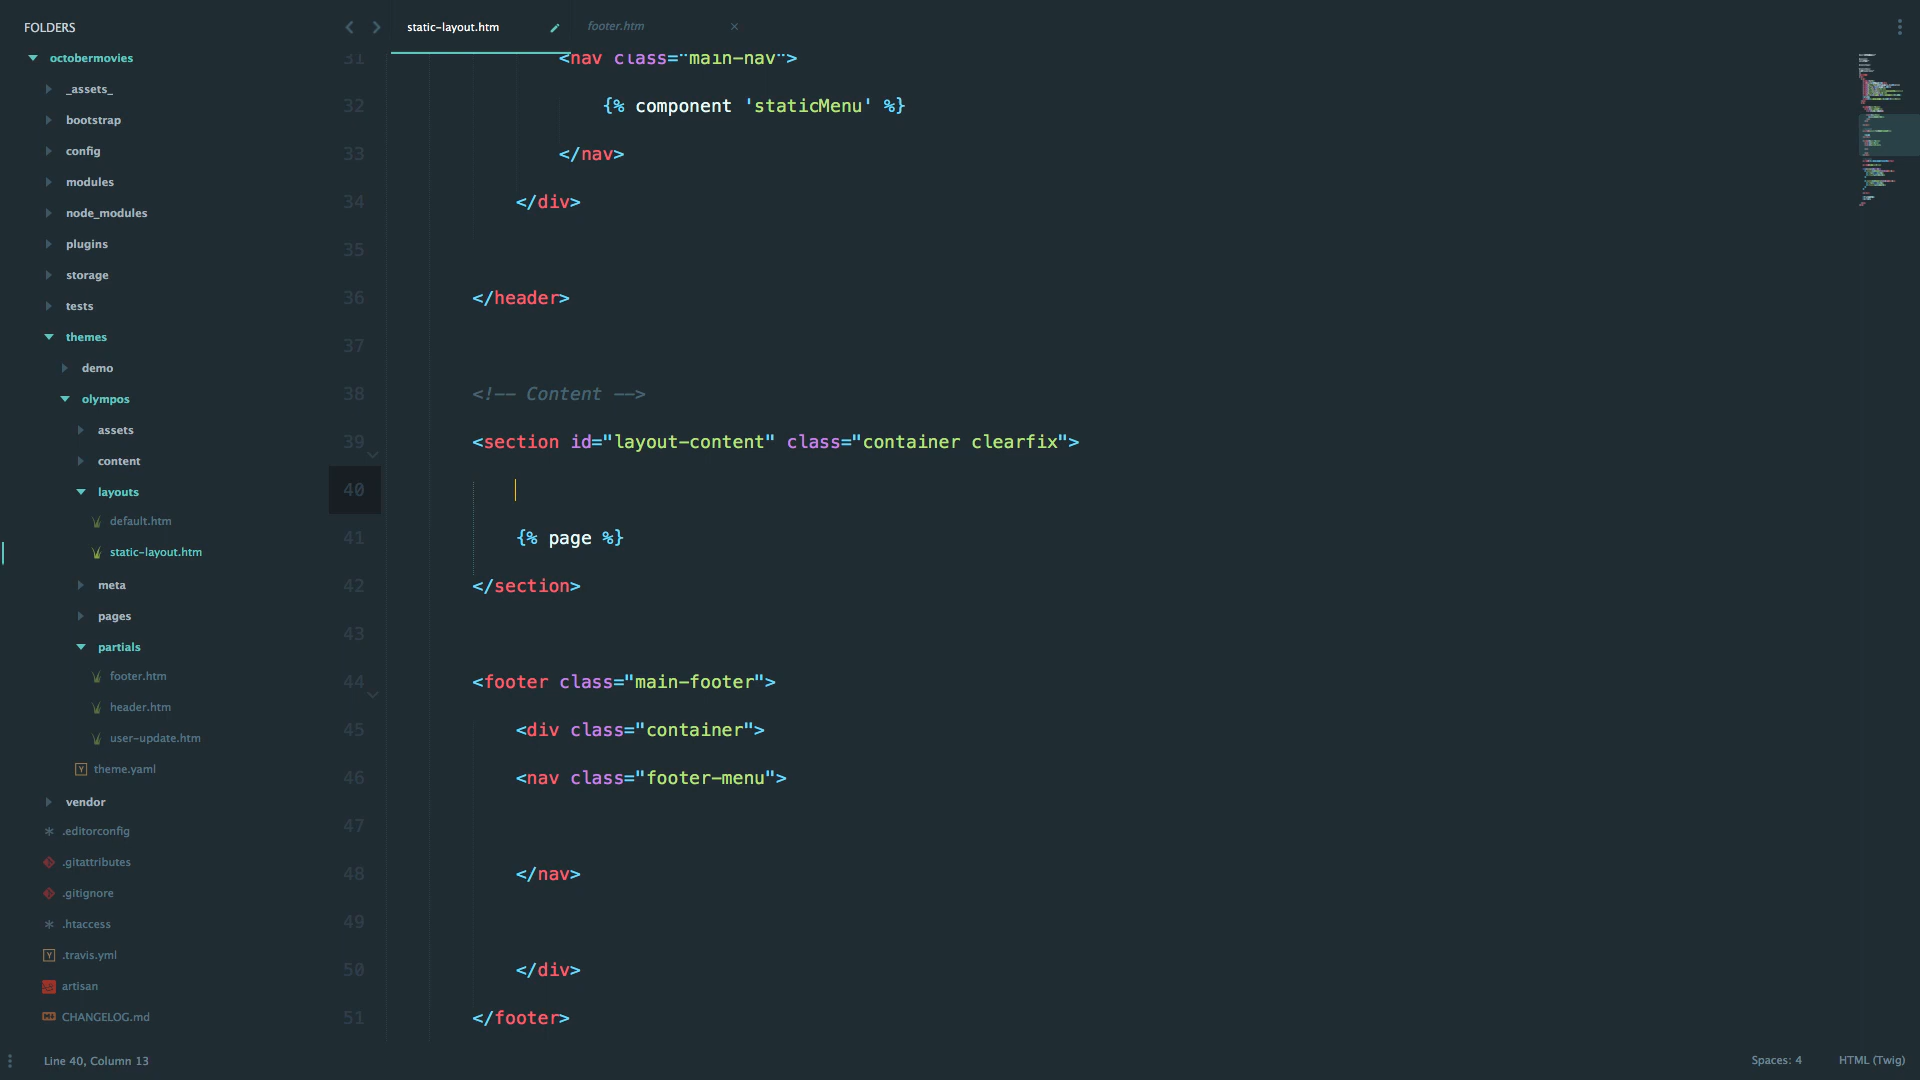 FOLDERS
octobermovies
_assets_
bootstrap
config
modules
node_modules
plugins
storage
tests
themes
demo
olympos
assets
content
layouts
default.htm
static-layout.htm
meta
pages
partials
footer.htm
header.htm
user-update.htm
theme.yaml
vendor
.editorconfig
.gitattributes
.gitignore
.htaccess
.travis.yml
artisan
CHANGELOG.md
static-layout.htm
footer.htm
31 <nav class="main-nav">
32 {% component 'staticMenu' %}
33 </nav>
34 </div>
35
36 </header>
37
38 <!-- Content -->
39 <section id="layout-content" class="container clearfix">
40
41 {% page %}
42 </section>
43
44 <footer class="main-footer">
45 <div class="container">
46 <nav class="footer-menu">
47
48 </nav>
49
50 </div>
51 </footer>
Line 40, Column 13
Spaces: 4
HTML (Twig)